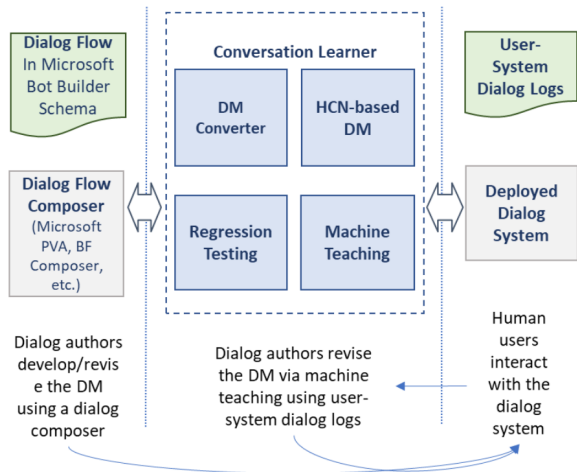 Dialog Flow
In Microsoft
Bot Builder
Schema
Conversation Learner
DM
Converter
HCN-based
DM
User-
System
Dialog Logs
Dialog Flow
Composer
(Microsoft
PVA, BF
Composer,
etc.)
Regression
Testing
Machine
Teaching
Deployed
Dialog
System
Dialog authors
develop/revis
e the DM
using a dialog
composer
Dialog authors revise
the DM via machine
teaching using user-
system dialog logs
Human
users
interact
with the
dialog
system